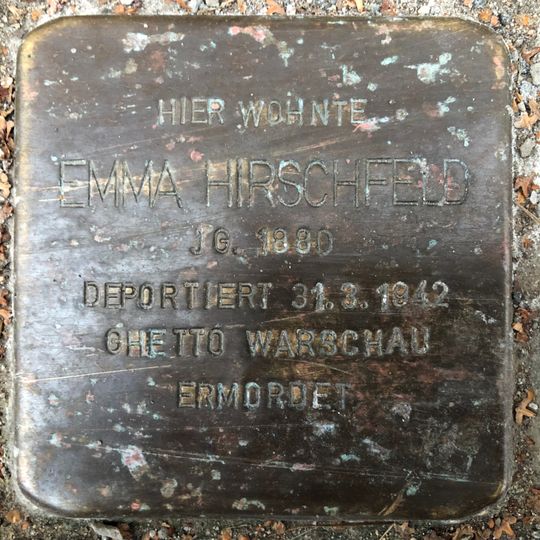 HIER WOHNTE
EMMA HIRSCHFELD
JG. 1880
DEPORTIERT 31.3.1942
GHETTO WARSCHAU
ERMORDET